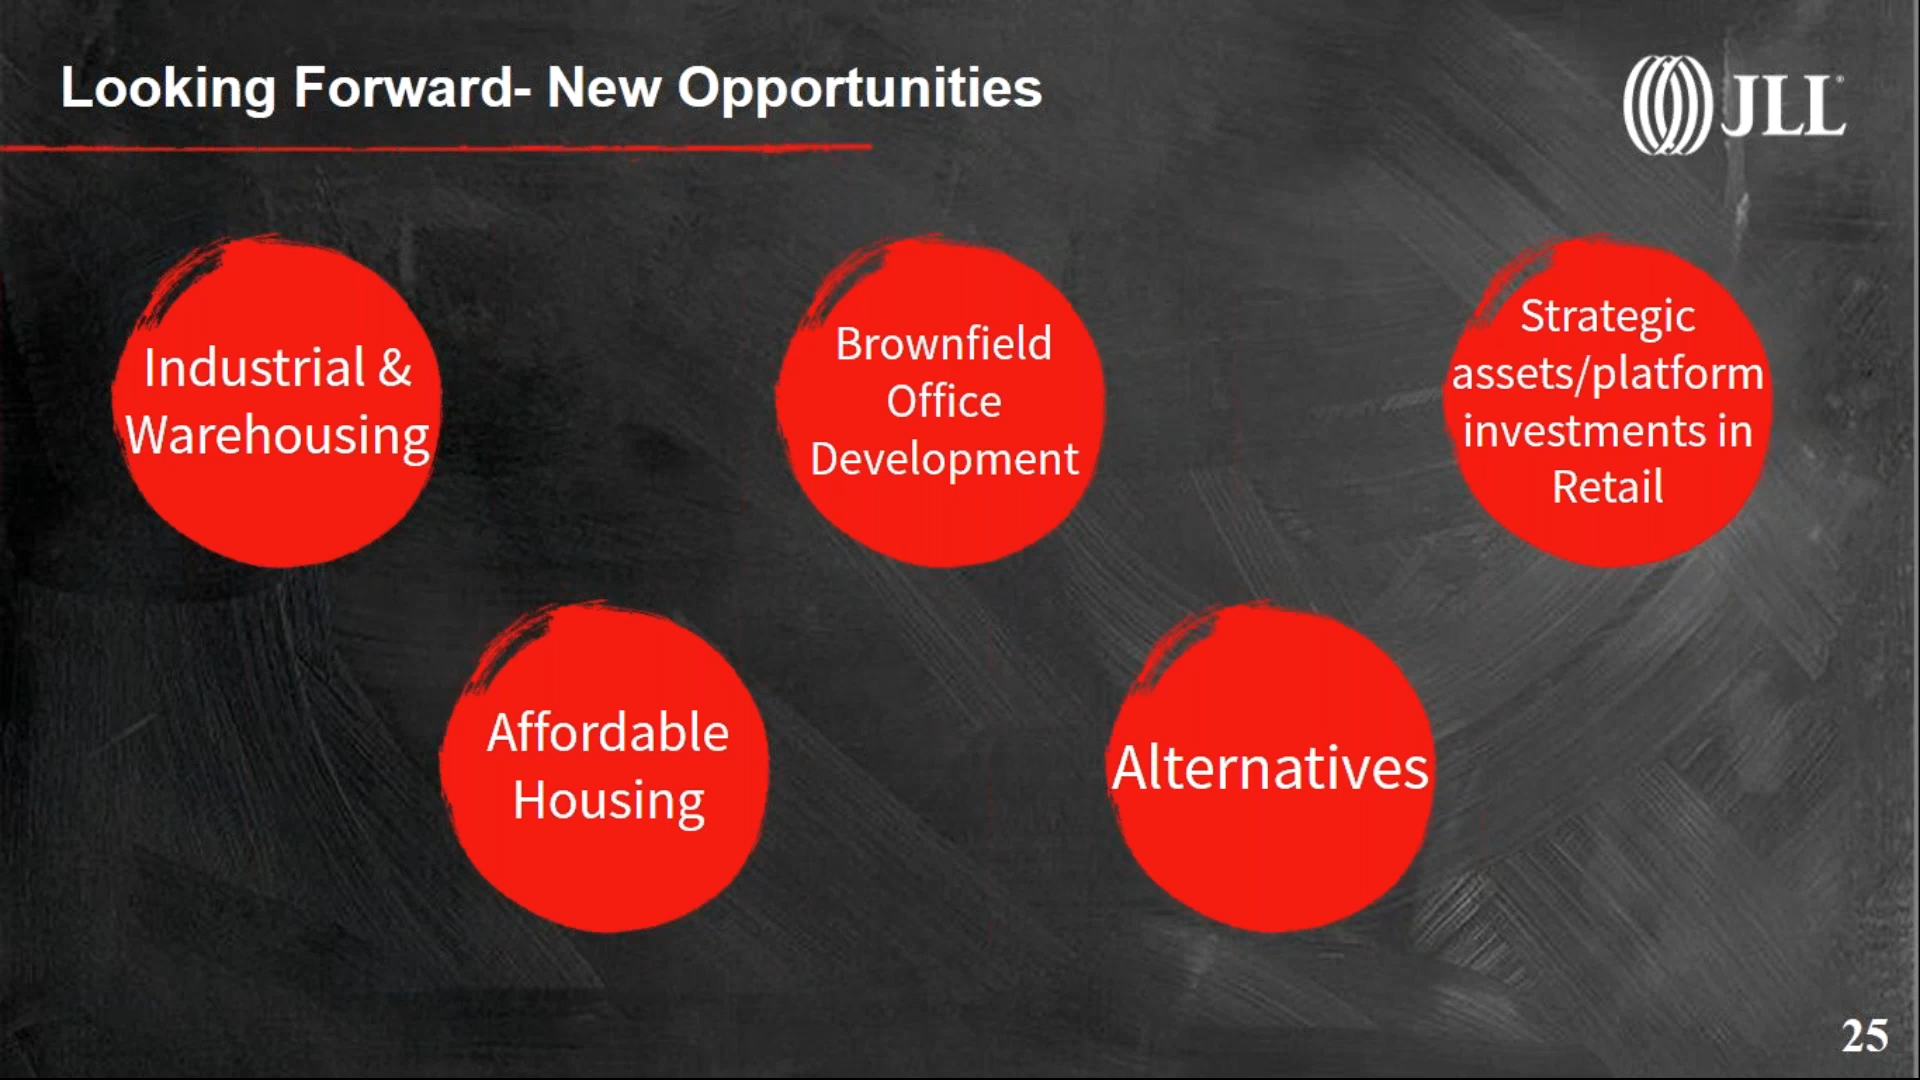 Looking Forward- New Opportunities
JLL
Industrial &
Warehousing
Brownfield
Office
Development
Strategic
assets/platform
investments in
Retail
Affordable
Housing
Alternatives
25